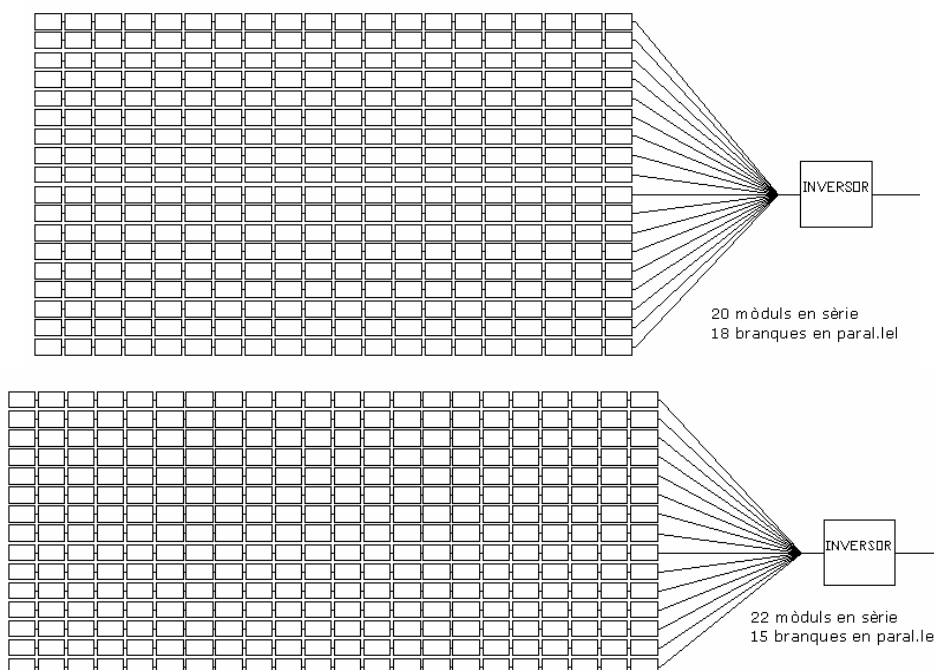 INVERSOR
20 mòduls en sèrie
18 branques en paral.lel
INVERSOR
22 mòduls en sèrie
15 branques en paral.le